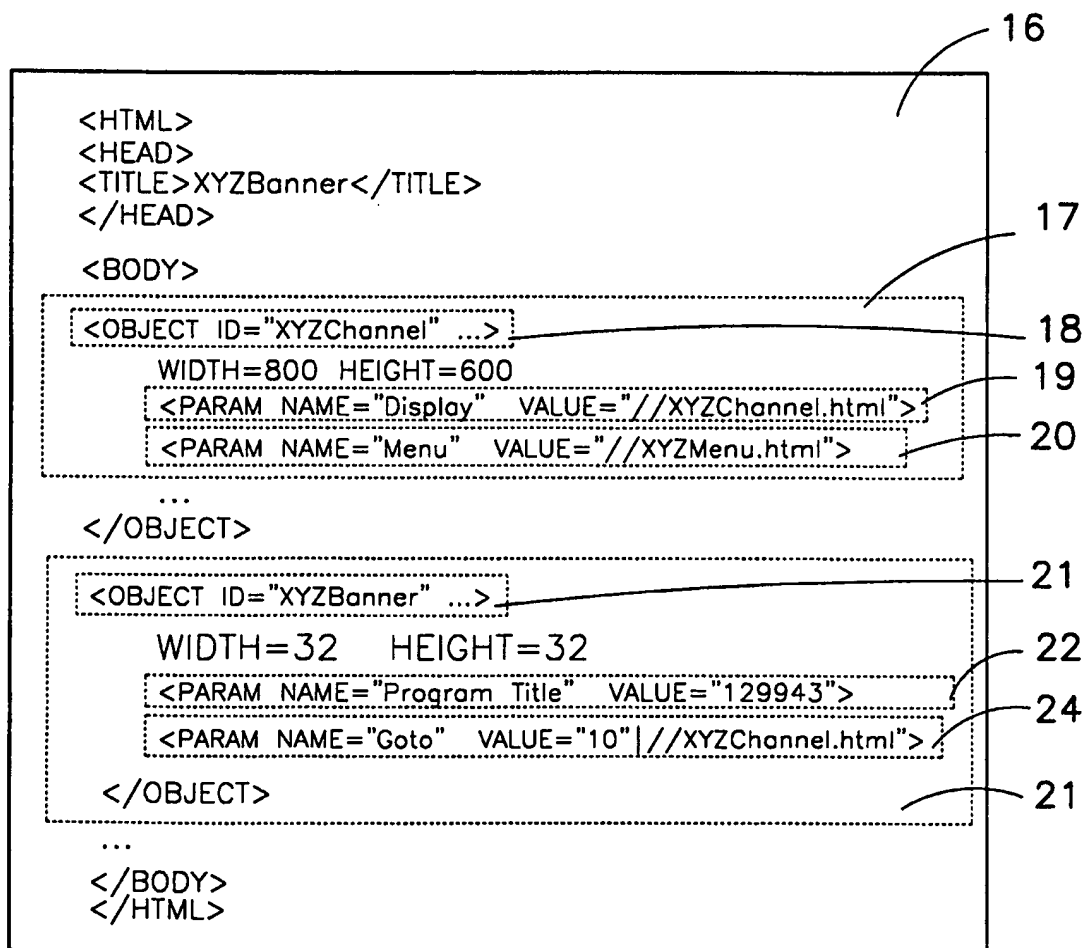 16
<HTML>
<HEAD>
<TITLE>XYZBanner</TITLE>
</HEAD>
17
<BODY>
<OBJECT ID="XYZChannel" ...>
18
WIDTH=800 HEIGHT=600
19
<PARAM NAME="Display" VALUE="//XYZChannel.html">
<PARAM NAME="Menu" VALUE="//XYZMenu.html">
20
...
</OBJECT>
<OBJECT ID="XYZBanner" ...>
21
WIDTH=32 HEIGHT=32
22
<PARAM NAME="Program Title" VALUE="129943">
<PARAM NAME="Goto" VALUE="10"|//XYZChannel.html">
24
</OBJECT>
21
...
</BODY>
</HTML>